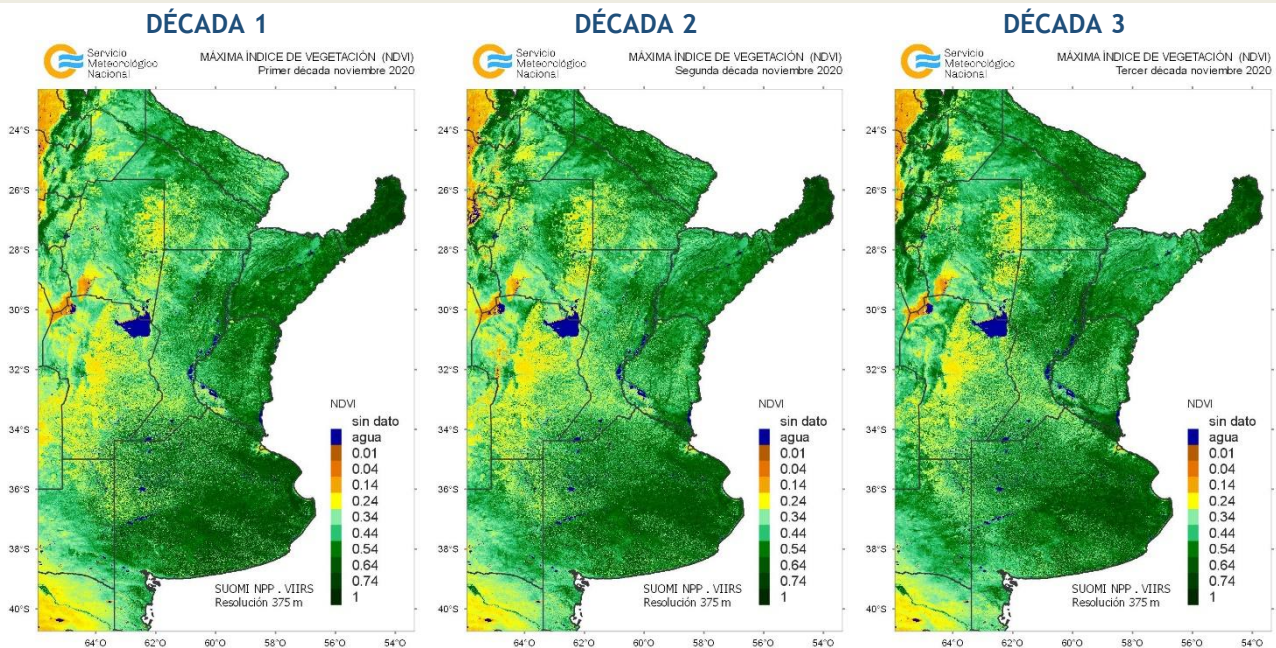 DÉCADA 1
Servicio
Meteorológico
Nacional
MÁXIMA ÍNDICE DE VEGETACIÓN (NDVI)
Primer década noviembre 2020
24°S
26°S
28°S
30°S
32°S
34°S
36°S
38°S
40°S
NDVI
sin dato
agua
0.01
0.04
0.14
0.24
0.34
0.44
0.54
0.64
0.74
1
SUOMI NPP . VIIRS
Resolución 375 m
64°O 62°O 60°O 58°O 56°O 54°O
DÉCADA 2
Servicio
Meteorológico
Nacional
MÁXIMA ÍNDICE DE VEGETACIÓN (NDVI)
Segunda década noviembre 2020
24°S
26°S
28°S
30°S
32°S
34°S
36°S
38°S
40°S
NDVI
sin dato
agua
0.01
0.04
0.14
0.24
0.34
0.44
0.54
0.64
0.74
1
SUOMI NPP . VIIRS
Resolución 375 m
64°O 62°O 60°O 58°O 56°O 54°O
DÉCADA 3
Servicio
Meteorológico
Nacional
MÁXIMA ÍNDICE DE VEGETACIÓN (NDVI)
Tercer década noviembre 2020
24°S
26°S
28°S
30°S
32°S
34°S
36°S
38°S
40°S
NDVI
sin dato
agua
0.01
0.04
0.14
0.24
0.34
0.44
0.54
0.64
0.74
1
SUOMI NPP . VIIRS
Resolución 375 m
64°O 62°O 60°O 58°O 56°O 54°O